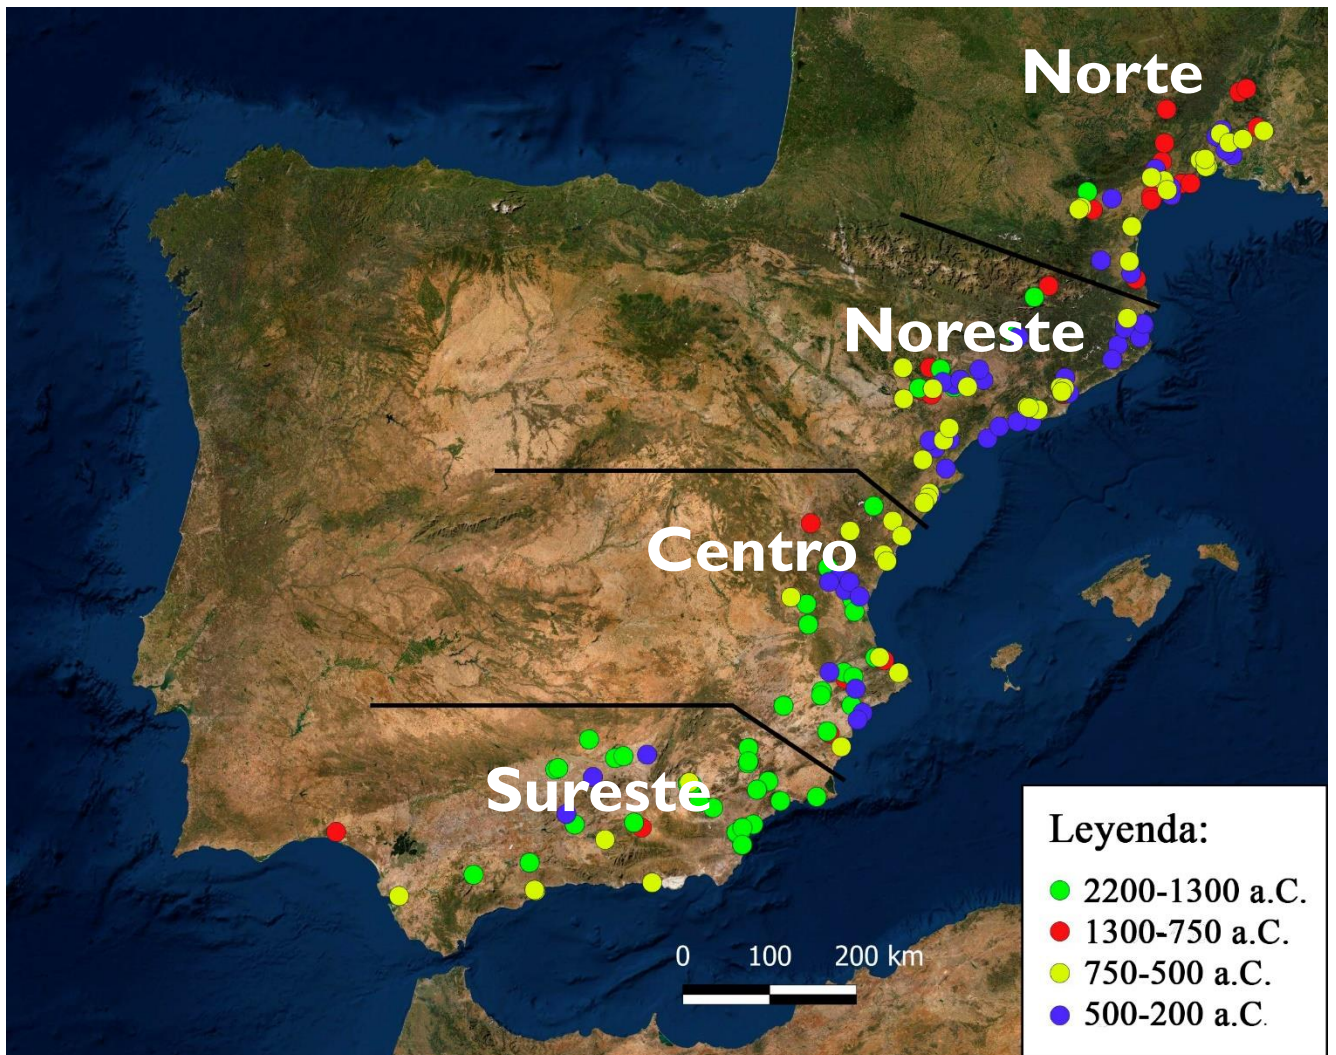 Norte
Noreste
Centro
Sureste
0 100 200 km
Leyenda:
2200-1300 a.C.
1300-750 a.C.
750-500 a.C.
500-200 a.C.